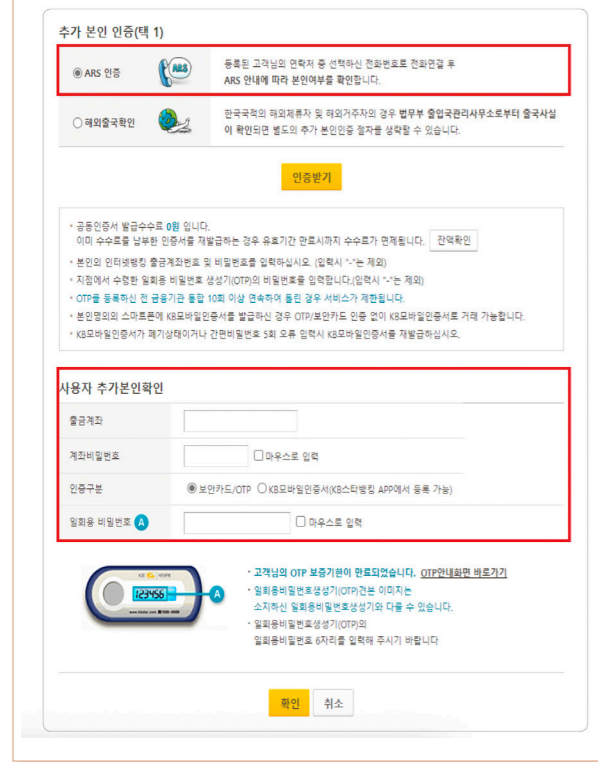 추가 본인 인증(택 1)
ARS 인증
ARS
등록된 고객님의 연락처 중 선택하신 전화번호로 전화연결 후
ARS 안내에 따라 본인여부를 확인합니다.
해외출국확인
한국국적의 해외체류자 및 해외거주자의 경우 법무부 출입국관리사무소로부터 출국사실
이 확인되면 별도의 추가 본인인증 절차를 생략할 수 있습니다.
인증받기
• 공동인증서 발급수수료 0원 입니다.
이미 수수료를 납부한 인증서를 재발급하는 경우 유효기간 만료시까지 수수료가 면제됩니다. 잔액확인
• 본인의 인터넷뱅킹 출금계좌번호 및 비밀번호를 입력하십시오. (입력시 "-"는 제외)
• 지점에서 수령한 일회용 비밀번호 생성기(OTP)의 비밀번호를 입력합니다.(입력시 "-"는 제외)
• OTP를 등록하신 전 금융기관 통합 10회 이상 연속하여 틀린 경우 서비스가 제한됩니다.
• 본인명의의 스마트폰에 KB모바일인증서를 발급하신 경우 OTP/보안카드 인증 없이 KB모바일인증서로 거래 가능합니다.
• KB모바일인증서가 폐기상태이거나 간편비밀번호 5회 오류 입력시 KB모바일인증서를 재발급하십시오.
사용자 추가본인확인
출금계좌
계좌비밀번호
마우스로 입력
인증구분
보안카드/OTP KB모바일인증서(KB스타뱅킹 APP에서 등록 가능)
일회용 비밀번호 A
마우스로 입력
123456
A
· 고객님의 OTP 보증기한이 만료되었습니다. OTP안내화면 바로가기
· 일회용비밀번호생성기(OTP)견본 이미지는
소지하신 일회용비밀번호생성기와 다를 수 있습니다.
· 일회용비밀번호생성기(OTP)의
일회용비밀번호 6자리를 입력해 주시기 바랍니다
확인 취소